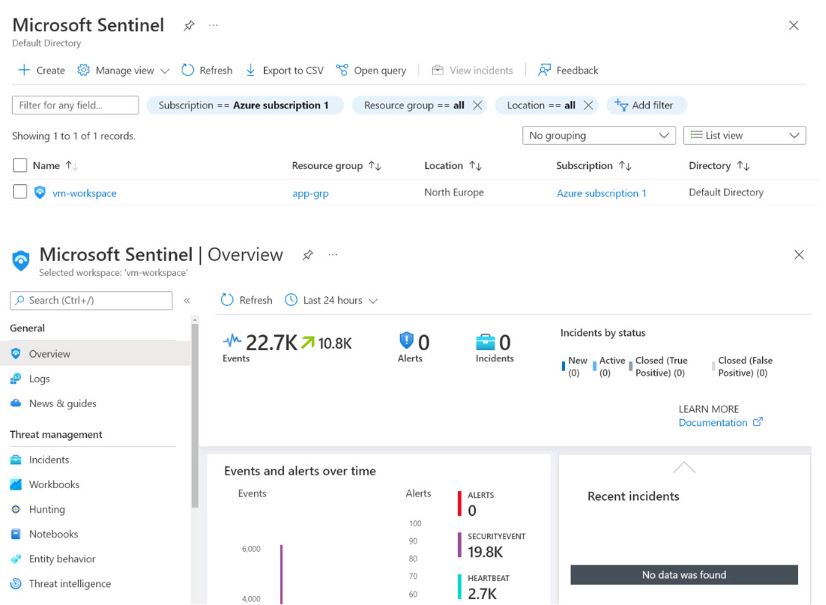 Microsoft Sentinel
Default Directory
Create Manage view Refresh Export to CSV Open query View incidents Feedback
Filter for any field... Subscription == Azure subscription 1 Resource group == all Location == all Add filter
Showing 1 to 1 of 1 records. No grouping List view
Name Resource group Location Subscription Directory
vm-workspace app-grp North Europe Azure subscription 1 Default Directory
Microsoft Sentinel | Overview
Selected workspace: 'vm-workspace'
Search (Ctrl+/) « Refresh Last 24 hours
General
Overview
Logs
News & guides
Threat management
Incidents
Workbooks
Hunting
Notebooks
Entity behavior
Threat intelligence
22.7K 10.8K
Events
0
Alerts
0
Incidents
Incidents by status
New (0)
Active (0)
Closed (True Positive) (0)
Closed (False Positive) (0)
LEARN MORE
Documentation
Events and alerts over time
Events Alerts
6,000
4,000
100
90
80
70
60
ALERTS
0
SECURITYEVENT
19.8K
HEARTBEAT
2.7K
Recent incidents
No data was found